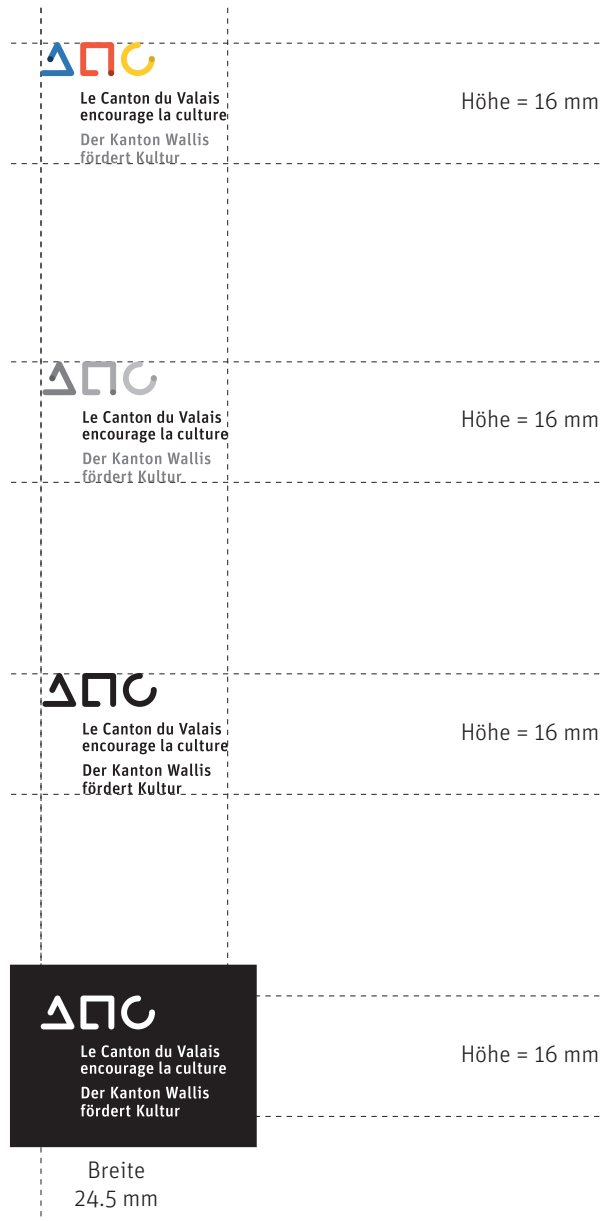 Le Canton du Valais
encourage la culture
Der Kanton Wallis
fördert Kultur
Höhe = 16 mm
Le Canton du Valais
encourage la culture
Der Kanton Wallis
fördert Kultur
Höhe = 16 mm
Le Canton du Valais
encourage la culture
Der Kanton Wallis
fördert Kultur
Höhe = 16 mm
Le Canton du Valais
encourage la culture
Der Kanton Wallis
fördert Kultur
Höhe = 16 mm
Breite
24.5 mm